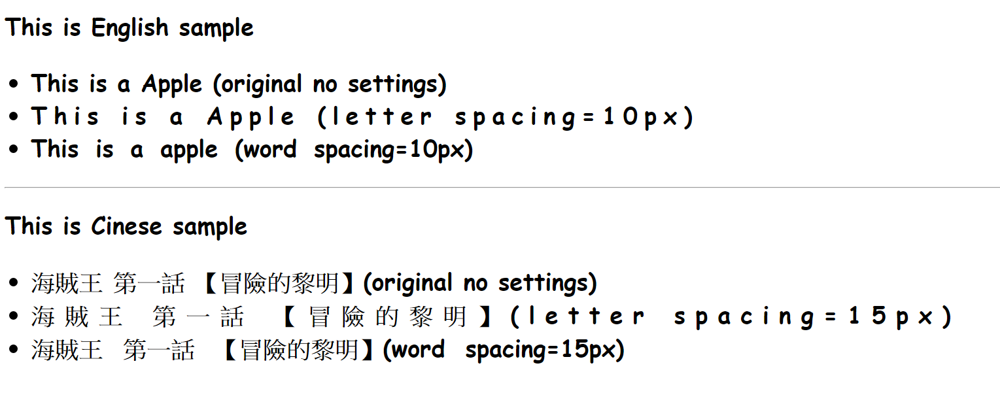 This is English sample
This is a Apple (original no settings)
This is a Apple (letter spacing=10px)
This is a apple (word spacing=10px)
This is Cinese sample
海賊王 第一話 【冒險的黎明】(original no settings)
海賊王 第一話 【冒險的黎明】(letter spacing=15px)
海賊王 第一話 【冒險的黎明】(word spacing=15px)